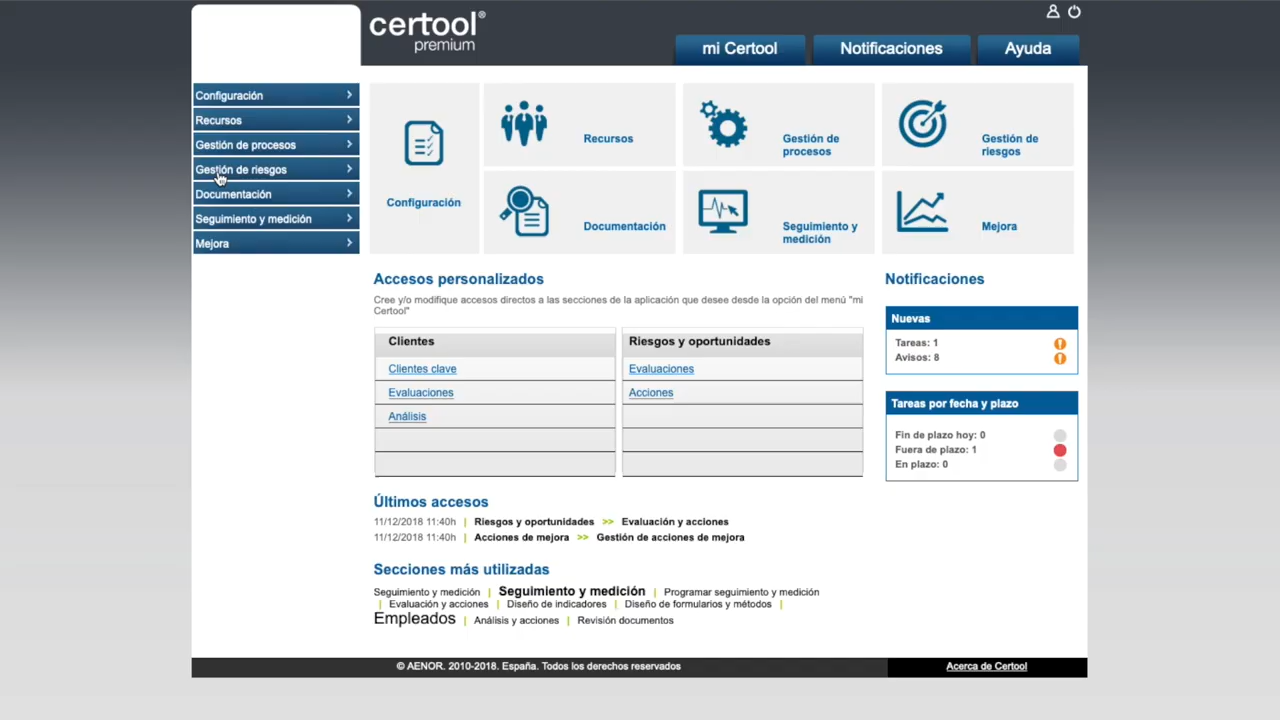 certool®
premium
mi Certool
Notificaciones
Ayuda
Configuración
Recursos
Gestión de procesos
Gestión de riesgos
Documentación
Seguimiento y medición
Mejora
Configuración
Recursos
Gestión de
procesos
Gestión de
riesgos
Documentación
Seguimiento y
medición
Mejora
Accesos personalizados
Cree y/o modifique accesos directos a las secciones de la aplicación que desee desde la opción del menú "mi
Certool"
Clientes
Clientes clave
Evaluaciones
Análisis
Riesgos y oportunidades
Evaluaciones
Acciones
Notificaciones
Nuevas
Tareas: 1
Avisos: 8
Tareas por fecha y plazo
Fin de plazo hoy: 0
Fuera de plazo: 1
En plazo: 0
Últimos accesos
11/12/2018 11:40h | Riesgos y oportunidades >> Evaluación y acciones
11/12/2018 11:40h | Acciones de mejora >> Gestión de acciones de mejora
Secciones más utilizadas
Seguimiento y medición | Seguimiento y medición | Programar seguimiento y medición
| Evaluación y acciones | Diseño de indicadores | Diseño de formularios y métodos |
Empleados | Análisis y acciones | Revisión documentos
© AENOR. 2010-2018. España. Todos los derechos reservados
Acerca de Certool